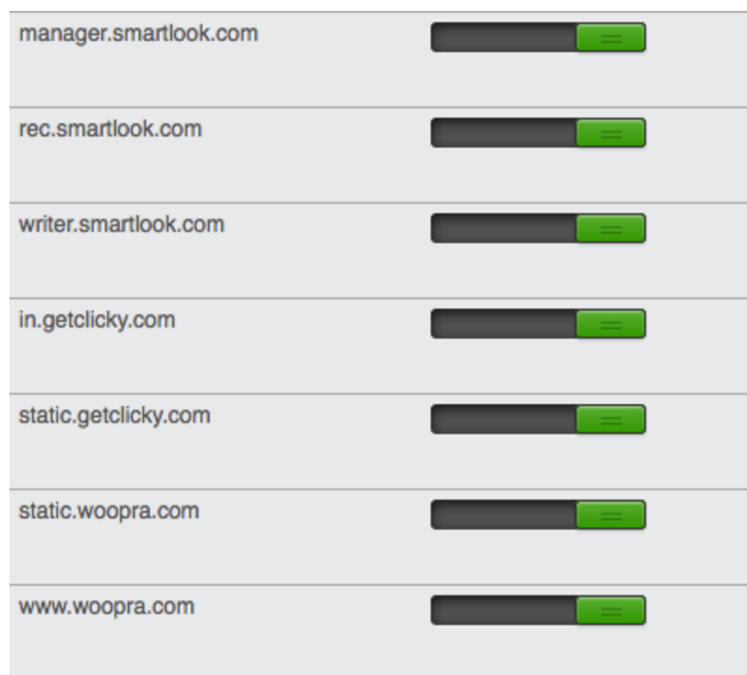 manager.smartlook.com
rec.smartlook.com
writer.smartlook.com
in.getclicky.com
static.getclicky.com
static.woopra.com
www.woopra.com